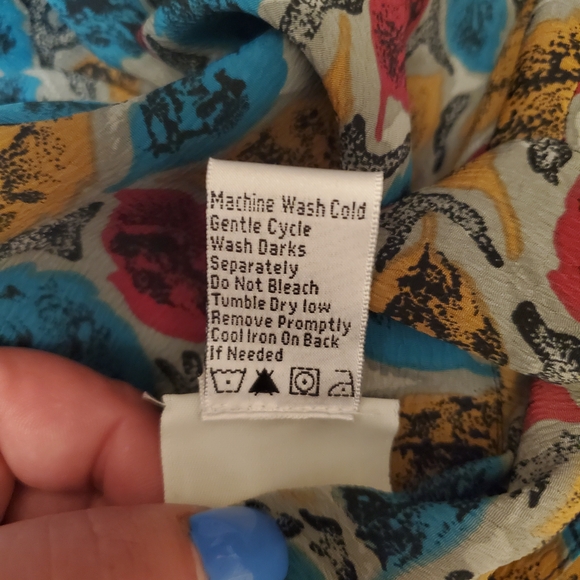 Machine Wash Cold
Gentle Cycle
Wash Darks
Separately
Do Not Bleach
Tumble Dry low
Remove Promptly
Cool Iron On Back
If Needed